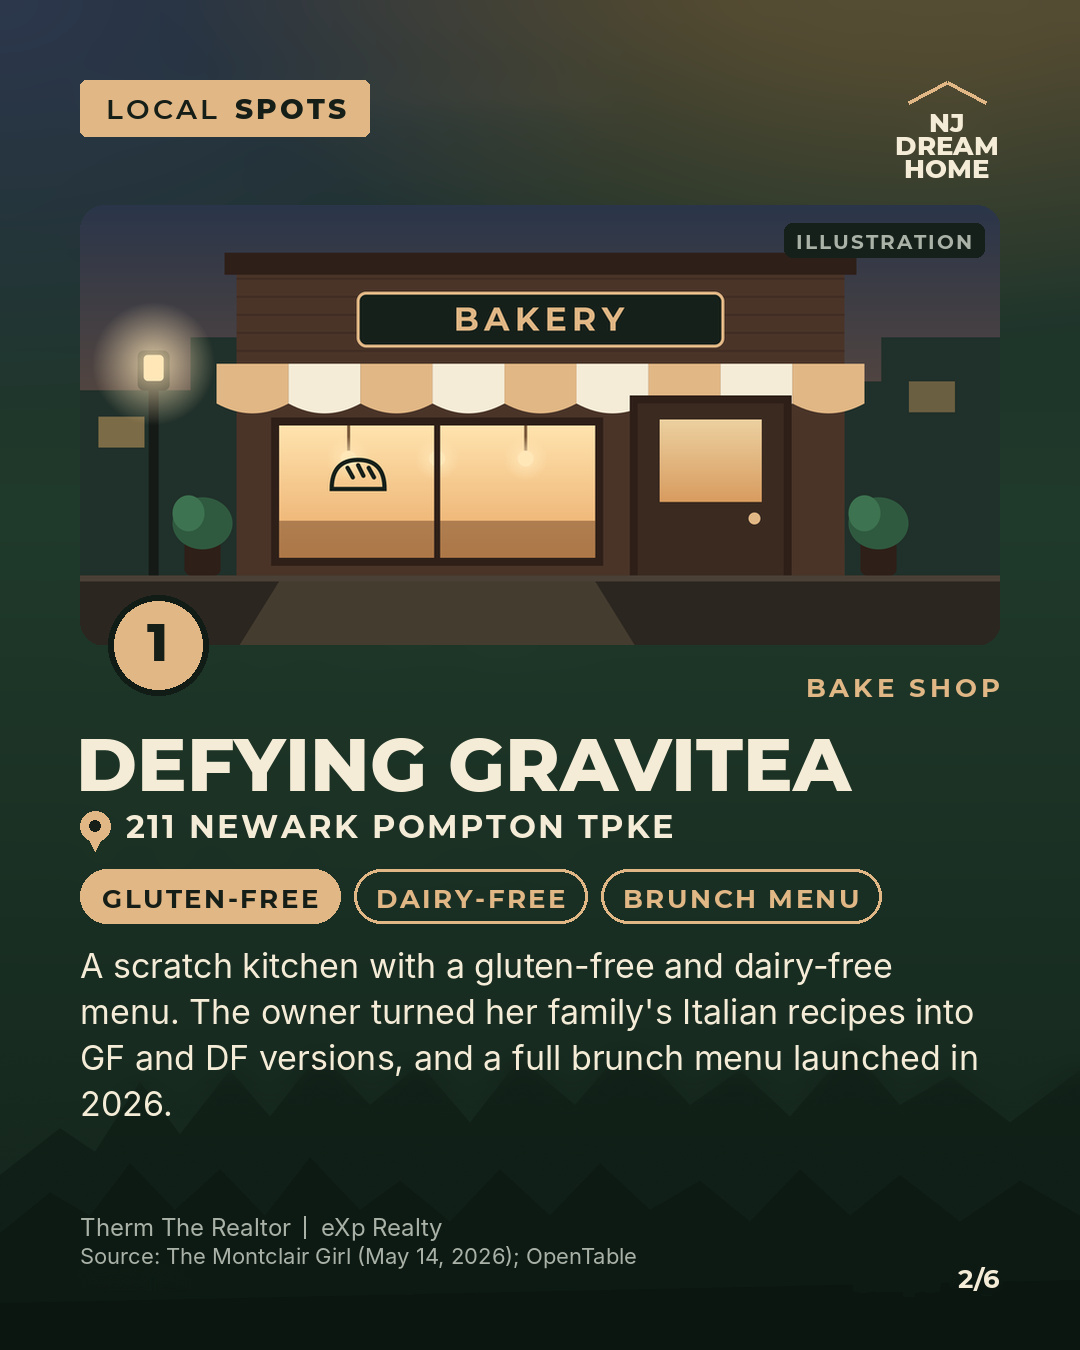 LOCAL SPOTS
NJ
DREAM
HOME
ILLUSTRATION
BAKERY
1
BAKE SHOP
DEFYING GRAVITEA
211 NEWARK POMPTON TPKE
GLUTEN-FREE
DAIRY-FREE
BRUNCH MENU
A scratch kitchen with a gluten-free and dairy-free
menu. The owner turned her family's Italian recipes into
GF and DF versions, and a full brunch menu launched in
2026.
Therm The Realtor | eXp Realty
Source: The Montclair Girl (May 14, 2026); OpenTable
2/6